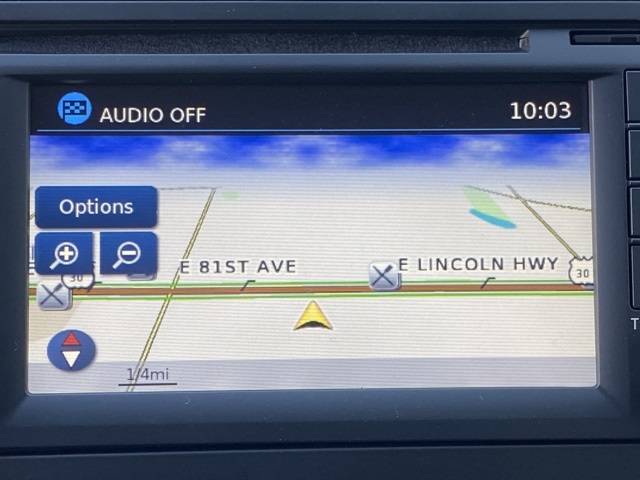 AUDIO OFF
10:03
Options
E 81ST AVE
E LINCOLN HWY
30
30
1/4mi
T